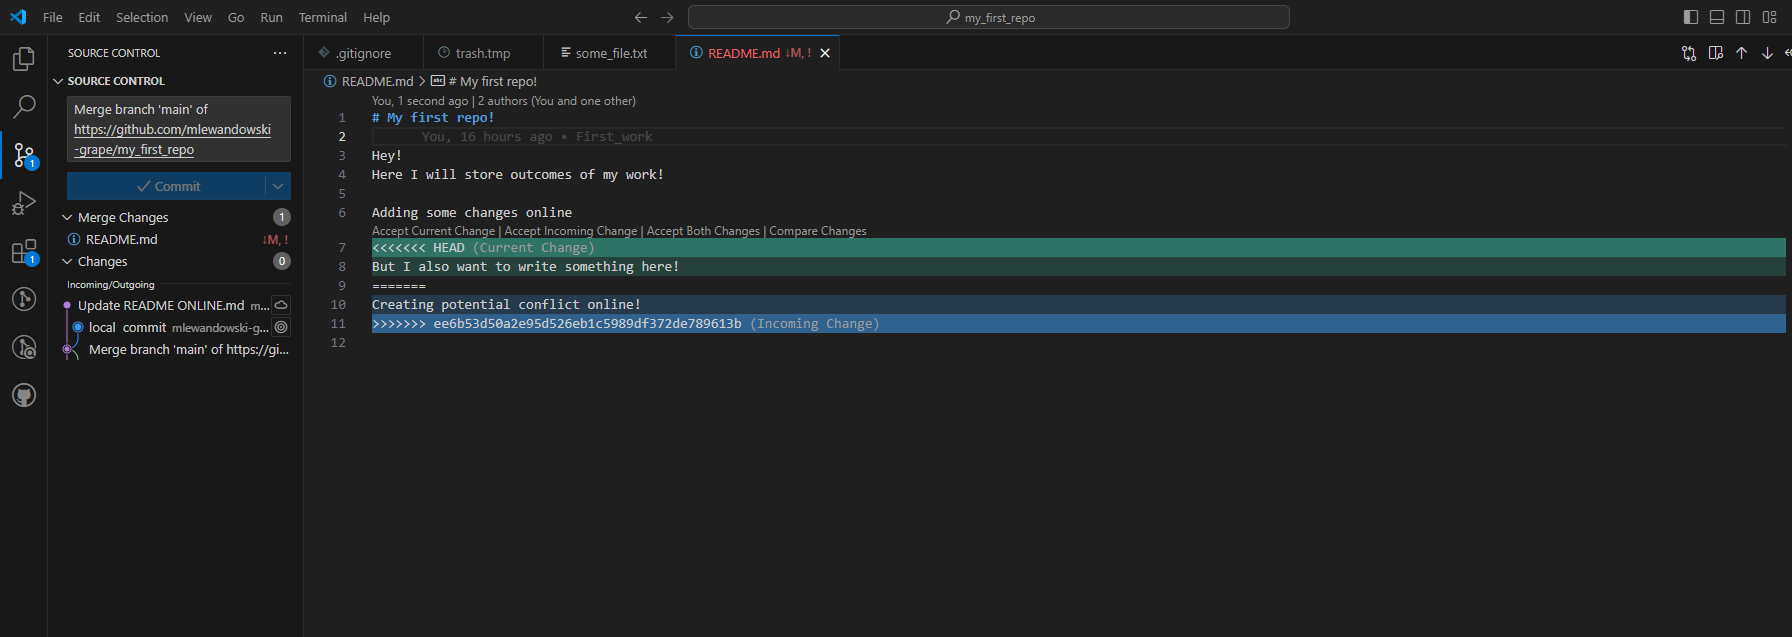 File Edit Selection View Go Run Terminal Help
my_first_repo
SOURCE CONTROL
.gitignore trash.tmp some_file.txt README.md ↓M, !
SOURCE CONTROL
README.md > # My first repo!
Merge branch 'main' of
https://github.com/mlewandowski
-grape/my_first_repo
Commit
Merge Changes 1
README.md ↓M, !
Changes 0
Incoming/Outgoing
Update README ONLINE.md m...
local commit mlewandowski-g...
Merge branch 'main' of https://gi...
1
1
You, 1 second ago | 2 authors (You and one other)
1 # My first repo!
2 You, 16 hours ago • First_work
3 Hey!
4 Here I will store outcomes of my work!
5
6 Adding some changes online
Accept Current Change | Accept Incoming Change | Accept Both Changes | Compare Changes
7 <<<<<<< HEAD (Current Change)
8 But I also want to write something here!
9 =======
10 Creating potential conflict online!
11 >>>>>>> ee6b53d50a2e95d526eb1c5989df372de789613b (Incoming Change)
12